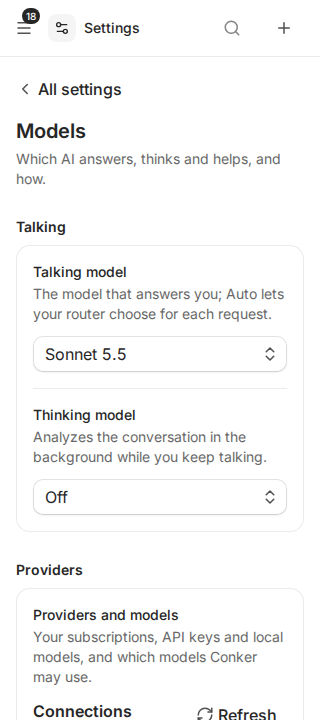 18
Settings
All settings
Models
Which AI answers, thinks and helps, and
how.
Talking
Talking model
The model that answers you; Auto lets
your router choose for each request.
Sonnet 5.5
Thinking model
Analyzes the conversation in the
background while you keep talking.
Off
Providers
Providers and models
Your subscriptions, API keys and local
models, and which models Conker
may use.
Connections
Refresh